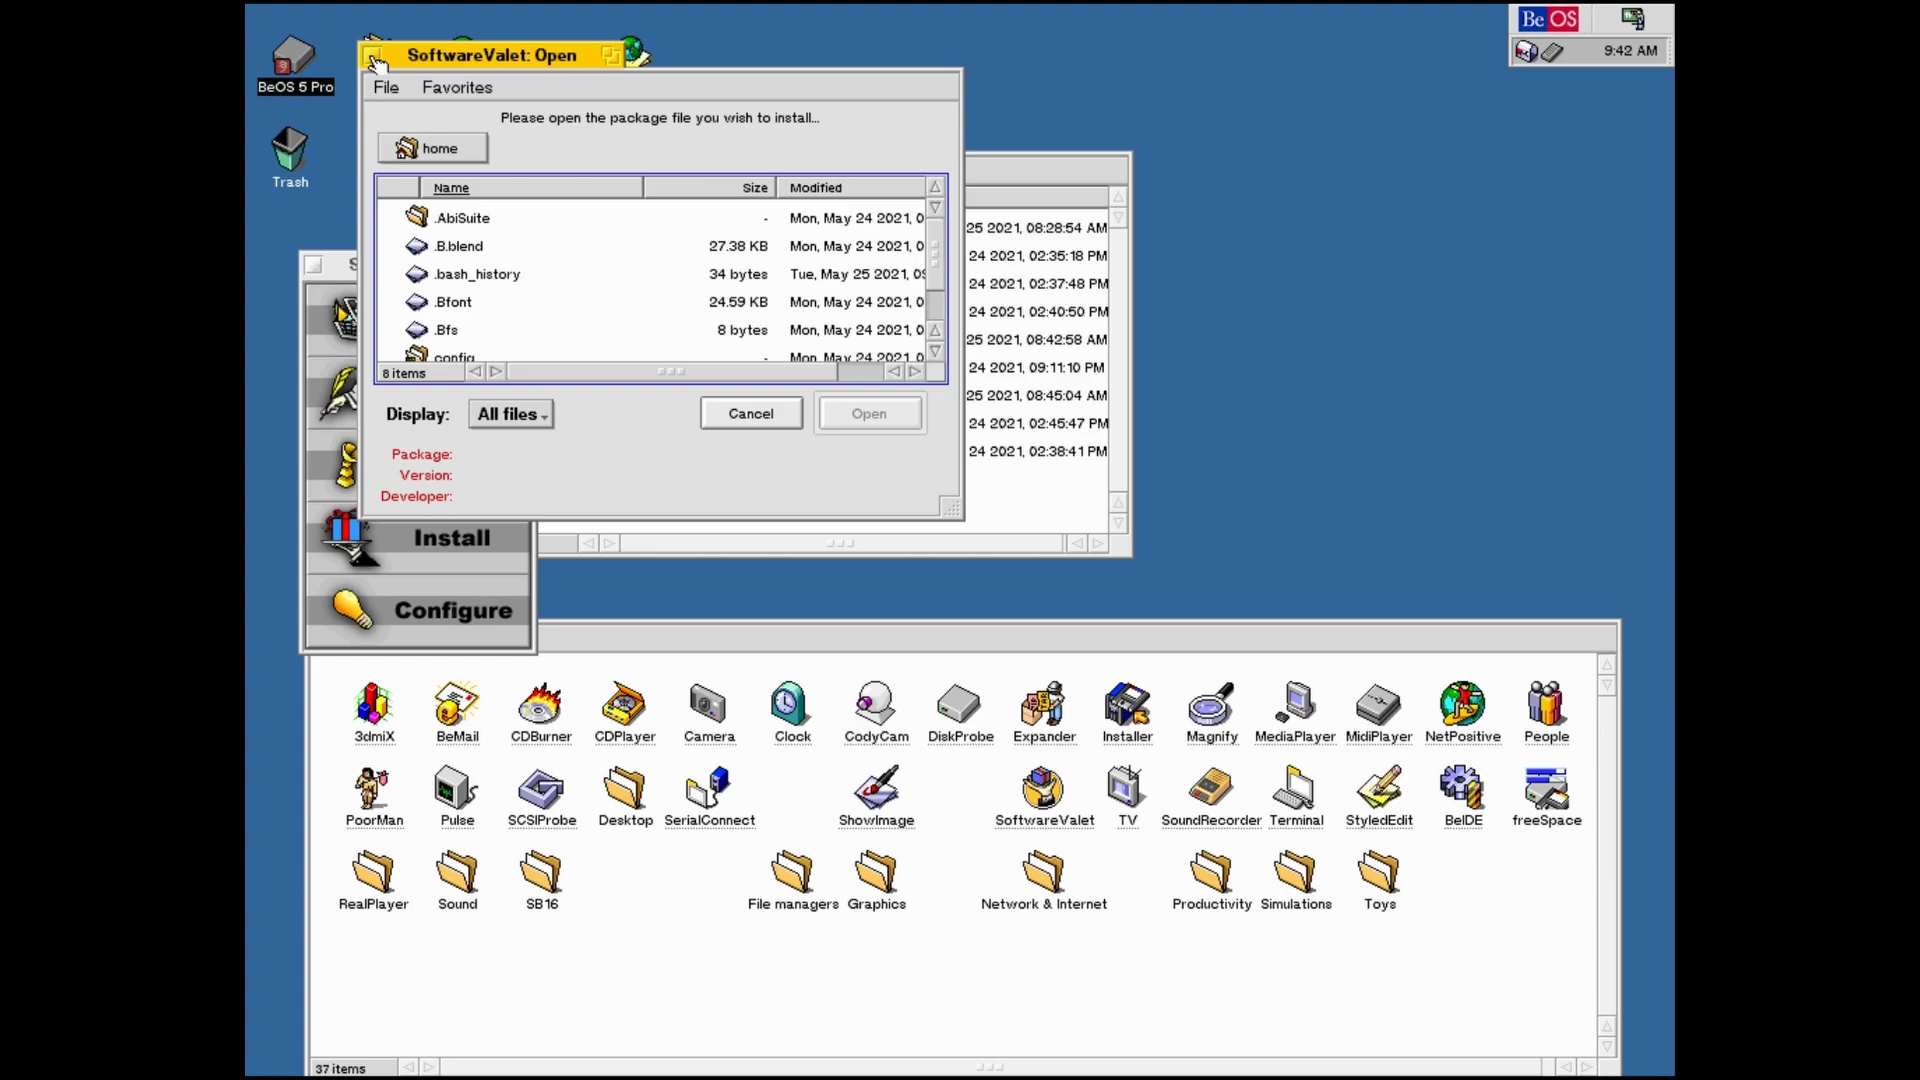 BeOS
9:42 AM
BeOS 5 Pro
Trash
SoftwareValet: Open
File Favorites
Please open the package file you wish to install...
home
Name Size Modified
.AbiSuite - Mon, May 24 2021, 0
.B.blend 27.38 KB Mon, May 24 2021, 0
.bash_history 34 bytes Tue, May 25 2021, 09
.Bfont 24.59 KB Mon, May 24 2021, 0
.Bfs 8 bytes Mon, May 24 2021, 0
config - Mon, May 24 2021, 0
8 items
Display: All files Cancel Open
Package:
Version:
Developer:
25 2021, 08:28:54 AM
24 2021, 02:35:18 PM
24 2021, 02:37:48 PM
24 2021, 02:40:50 PM
25 2021, 08:42:58 AM
24 2021, 09:11:10 PM
25 2021, 08:45:04 AM
24 2021, 02:45:47 PM
24 2021, 02:38:41 PM
S
Install
Configure
3dmiX BeMail CDBurner CDPlayer Camera Clock CodyCam DiskProbe Expander Installer Magnify MediaPlayer MidiPlayer NetPositive People
PoorMan Pulse SCSIProbe Desktop SerialConnect ShowImage SoftwareValet TV SoundRecorder Terminal StyledEdit BeIDE freeSpace
RealPlayer Sound SB16 File managers Graphics Network & Internet Productivity Simulations Toys
37 items